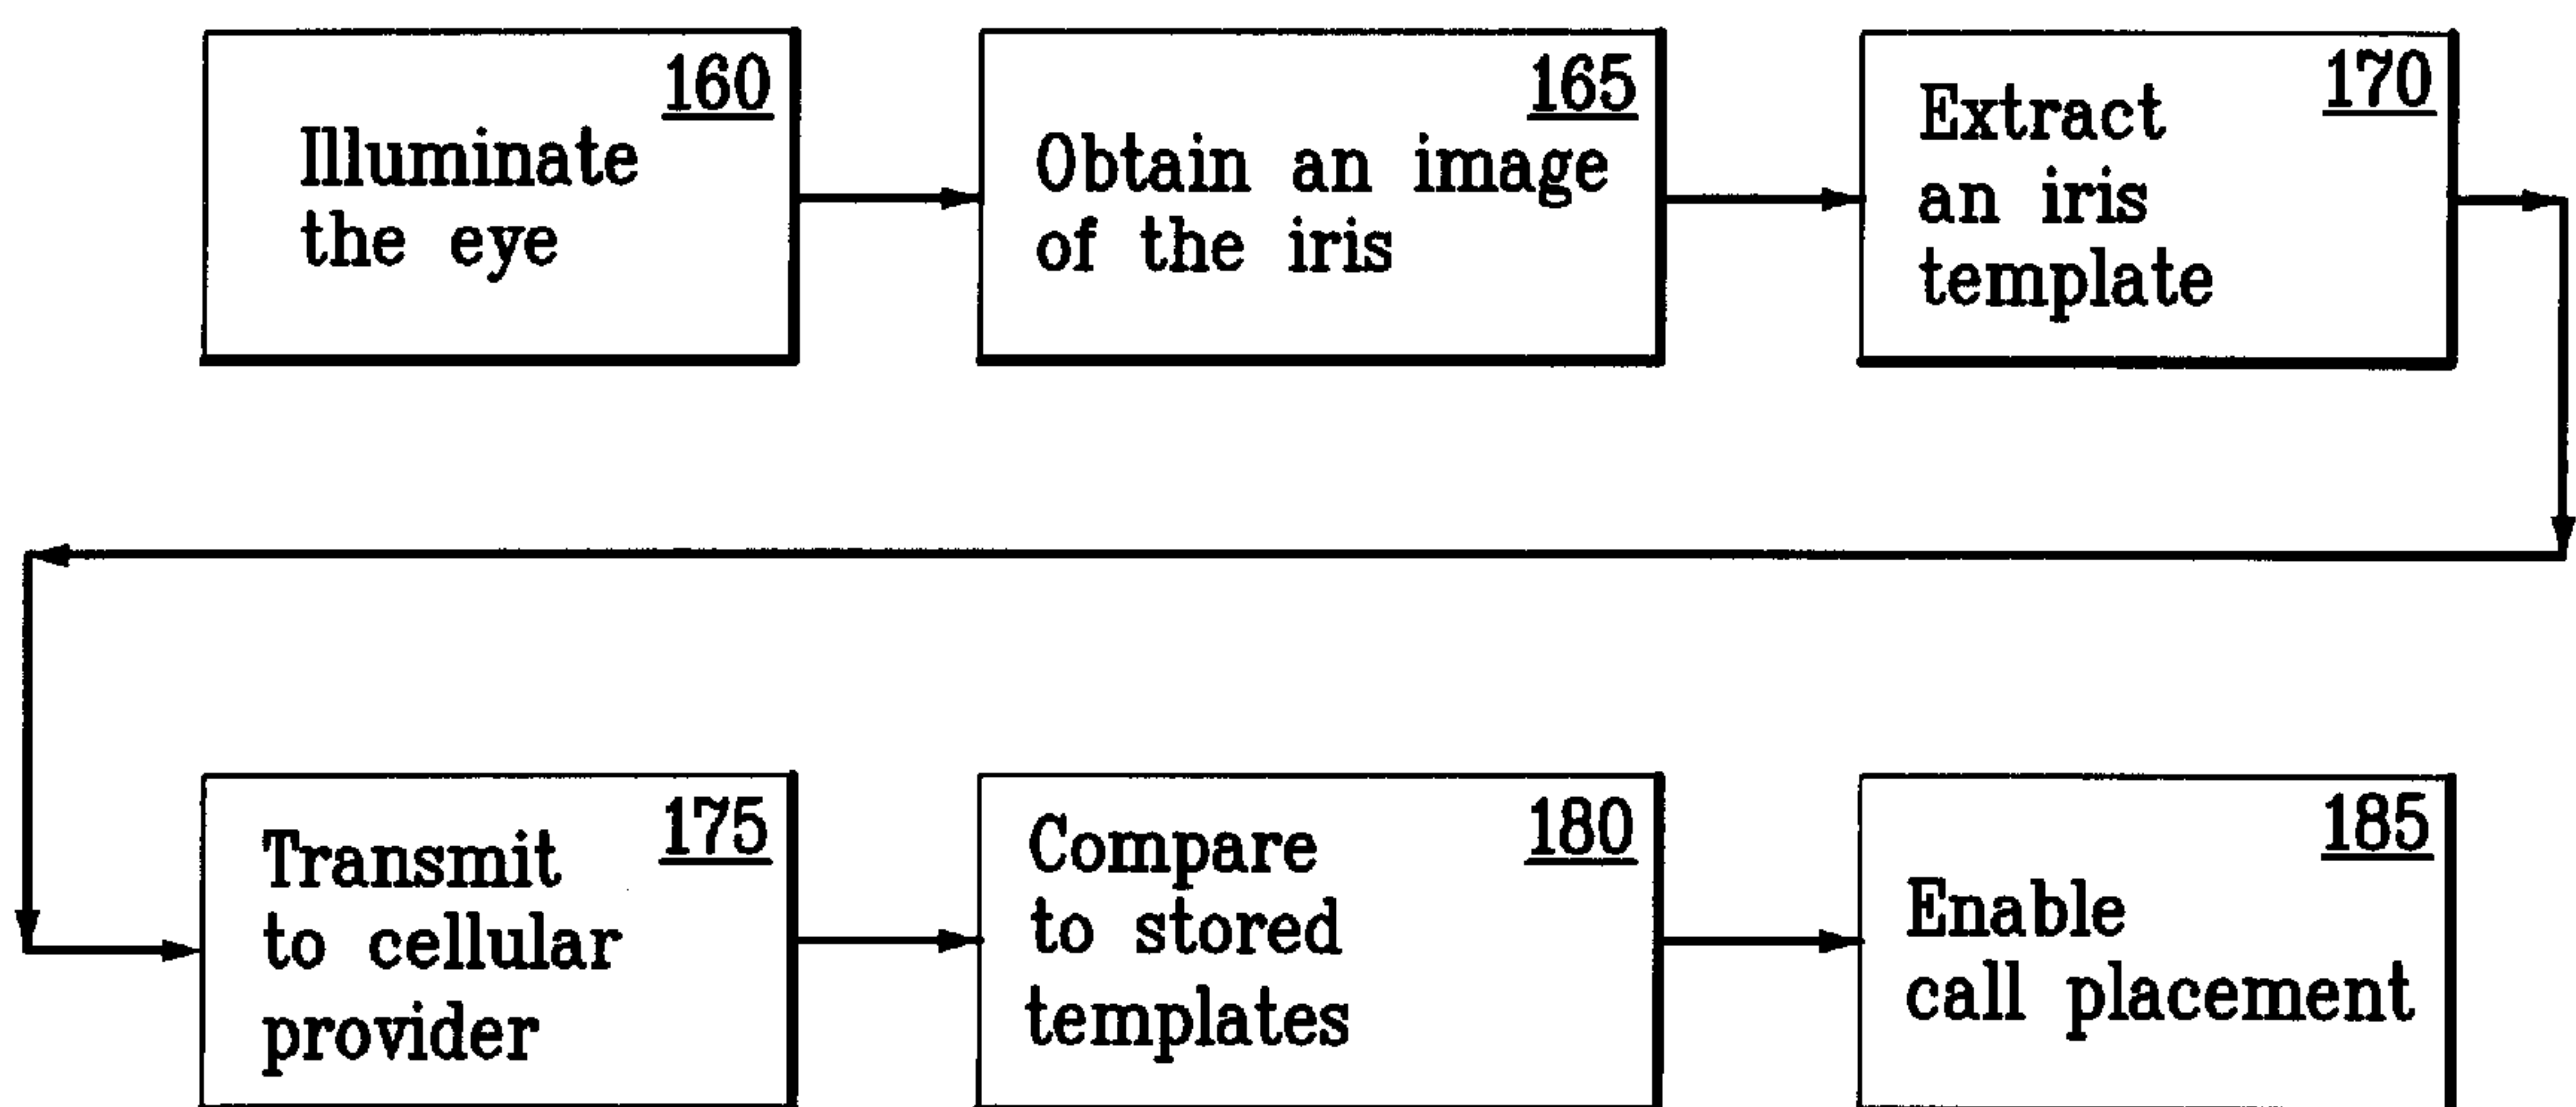 160
Illuminate
the eye
165
Obtain an image
of the iris
170
Extract
an iris
template
175
Transmit
to cellular
provider
180
Compare
to stored
templates
185
Enable
call placement